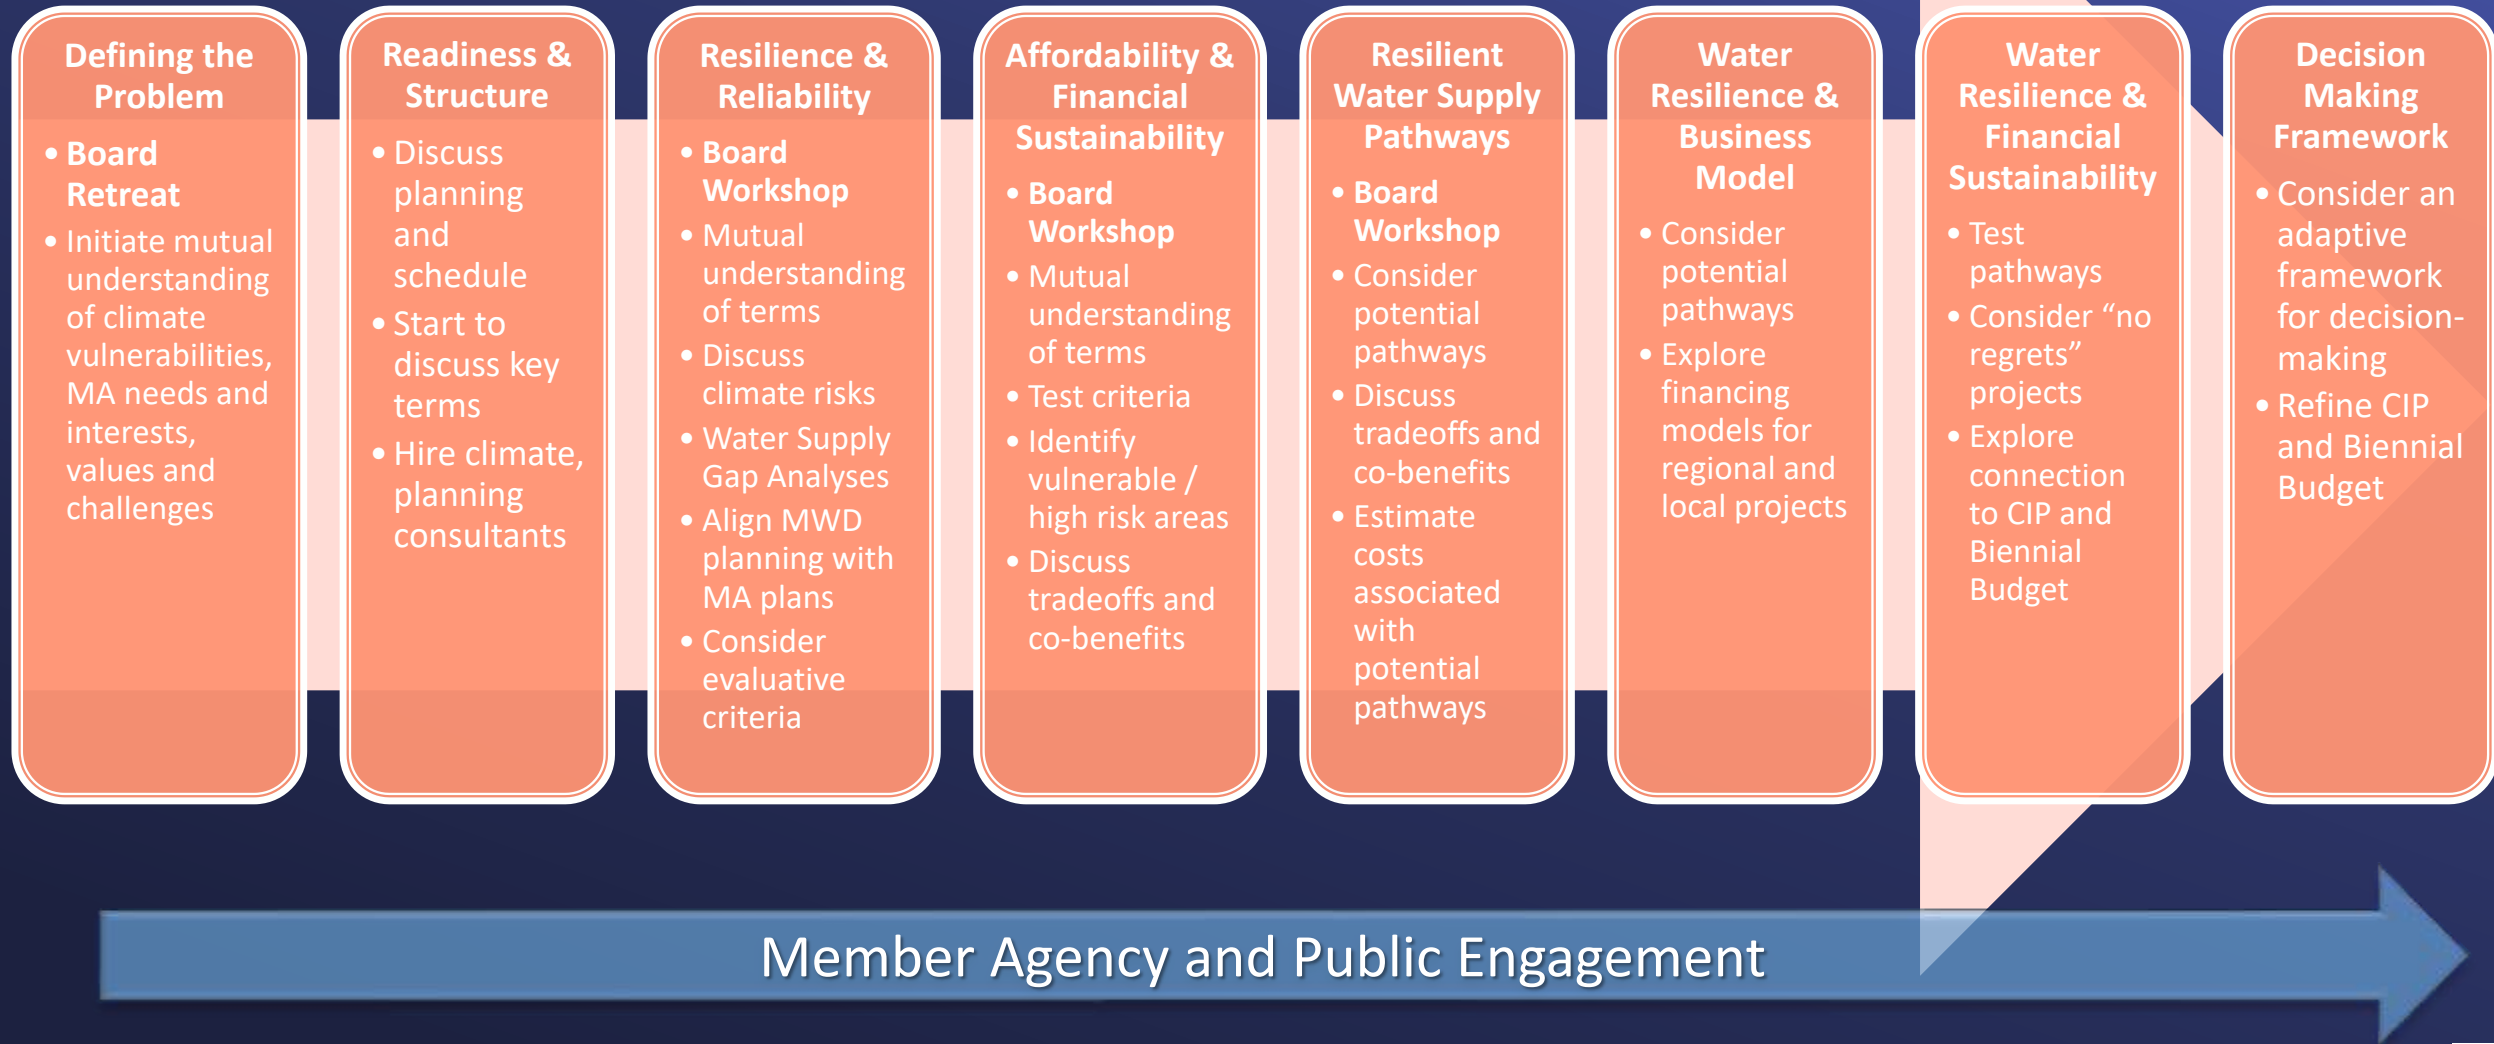 Defining the
Problem
• Board
Retreat
• Initiate mutual
understanding
of climate
vulnerabilities,
MA needs and
interests,
values and
challenges
Readiness &
Structure
• Discuss
planning
and
schedule
• Start to
discuss key
terms
• Hire climate,
planning
consultants
Resilience &
Reliability
• Board
Workshop
• Mutual
understanding
of terms
• Discuss
climate risks
• Water Supply
Gap Analyses
• Align MWD
planning with
MA plans
• Consider
evaluative
criteria
Affordability &
Financial
Sustainability
• Board
Workshop
• Mutual
understanding
of terms
• Test criteria
• Identify
vulnerable /
high risk areas
• Discuss
tradeoffs and
co-benefits
Resilient
Water Supply
Pathways
• Board
Workshop
• Consider
potential
pathways
• Discuss
tradeoffs and
co-benefits
• Estimate
costs
associated
with
potential
pathways
Water
Resilience &
Business
Model
• Consider
potential
pathways
• Explore
financing
models for
regional and
local projects
Water
Resilience &
Financial
Sustainability
• Test
pathways
• Consider “no
regrets”
projects
• Explore
connection
to CIP and
Biennial
Budget
Decision
Making
Framework
• Consider an
adaptive
framework
for decision-
making
• Refine CIP
and Biennial
Budget
Member Agency and Public Engagement